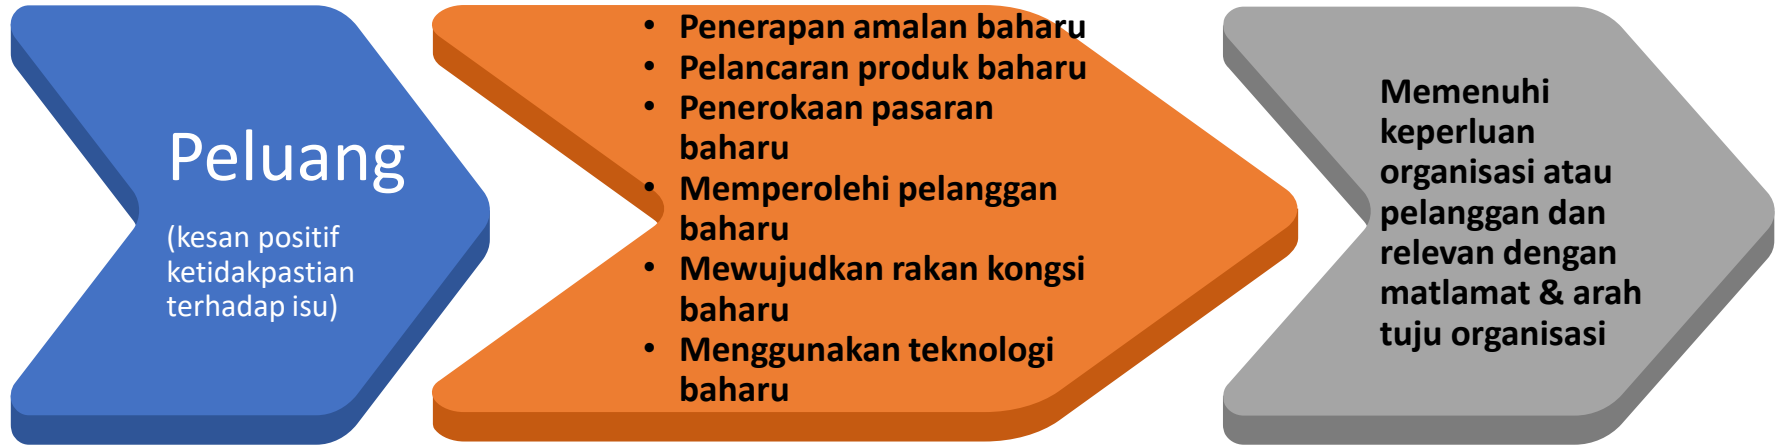 Peluang
(kesan positif
ketidakpastian
terhadap isu)
• Penerapan amalan baharu
• Pelancaran produk baharu
• Penerokaan pasaran
baharu
• Memperolehi pelanggan
baharu
• Mewujudkan rakan kongsi
baharu
• Menggunakan teknologi
baharu
Memenuhi
keperluan
organisasi atau
pelanggan dan
relevan dengan
matlamat & arah
tuju organisasi